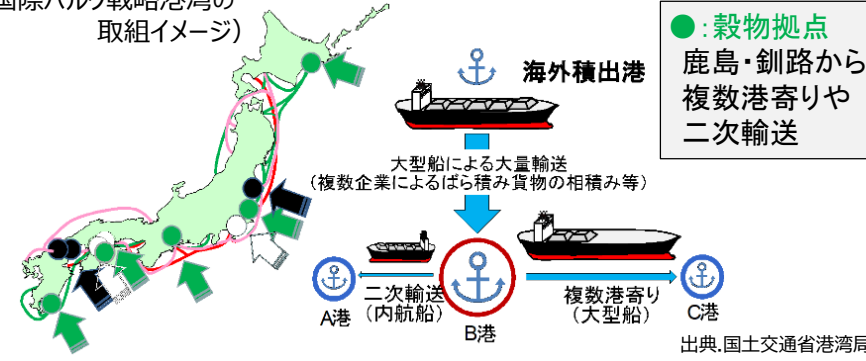 国際バルク戦略港湾の
取組イメージ)
海外積出港
●:穀物拠点
鹿島・釧路から
複数港寄りや
二次輸送
大型船による大量輸送
(複数企業によるばら積み貨物の相積み等)
二次輸送
(内航船)
複数港寄り
(大型船)
A港
B港
C港
出典.国土交通省港湾局